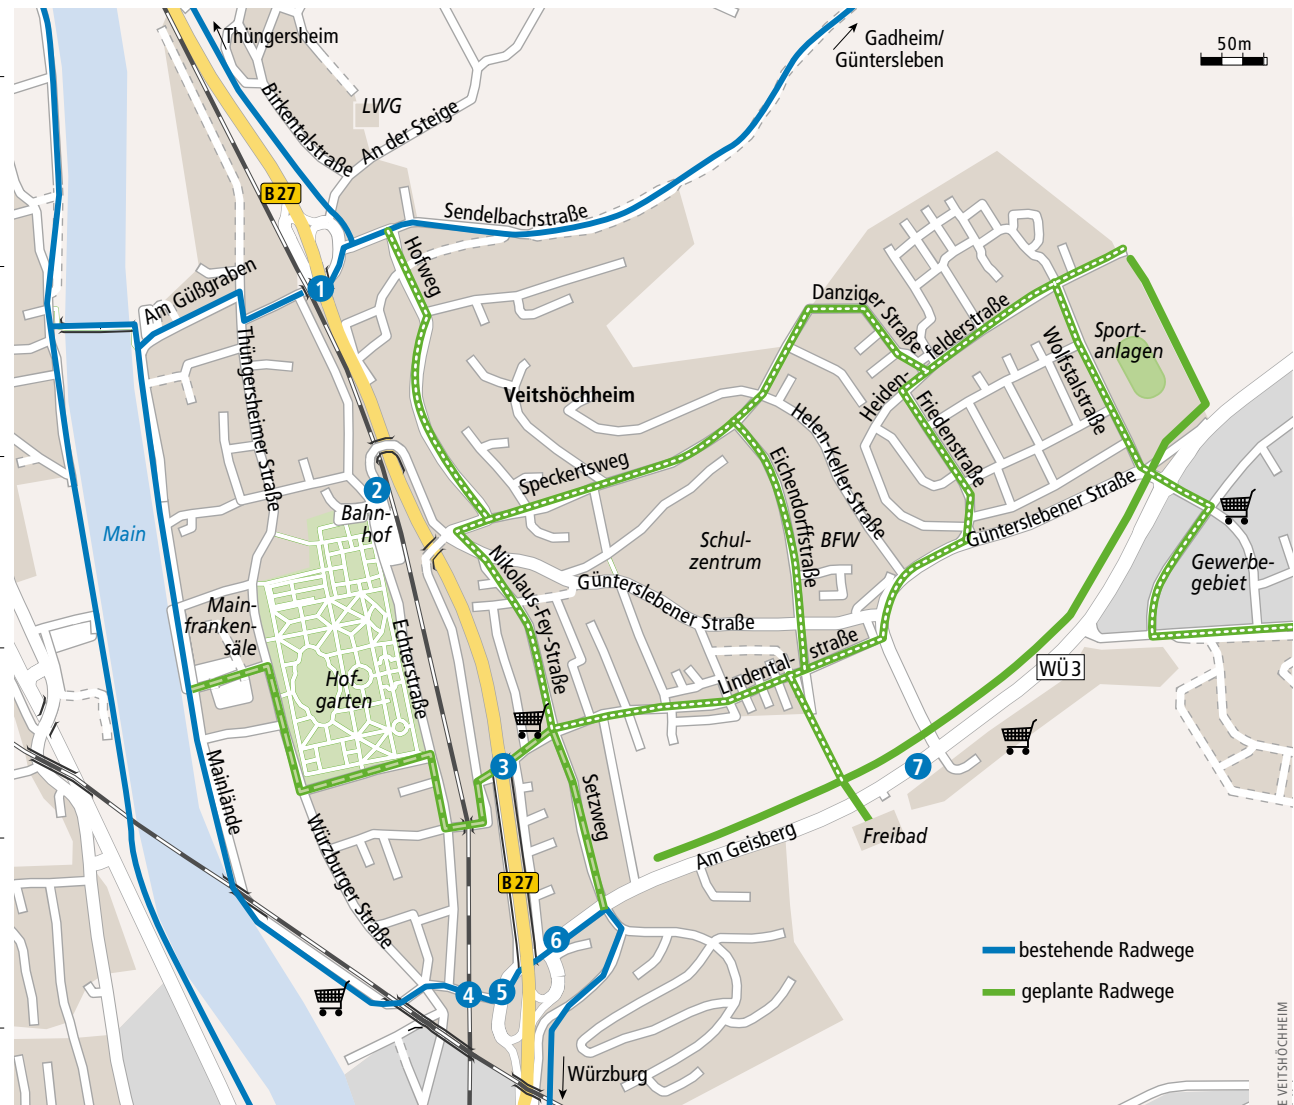 Thüngersheim
Gadheim/
Güntersleben
50m
LWG
Birkentalstraße
An der Steige
B 27
Sendelbachstraße
Hofweg
Am Güßgraben
1
Danziger Straße
Heiden-
felderstraße
Sport-
anlagen
Wolfstalstraße
Thüngersheimer Straße
Veitshöchheim
Helen-Keller-Straße
Friedenstraße
Speckertsweg
Eichendorffstraße
2
Bahn-
hof
Main
Schul-
zentrum
BFW
Günterslebener Straße
Gewerbe-
gebiet
Nikolaus-Fey-Straße
Günterslebener Straße
Main-
franken-
säle
Echterstraße
Hof-
garten
Lindental-
straße
WÜ 3
Mainlände
3
7
Setzweg
Würzburger Straße
Am Geisberg
Freibad
B 27
6
bestehende Radwege
4
5
geplante Radwege
Würzburg
E VEITSHÖCHHEIM